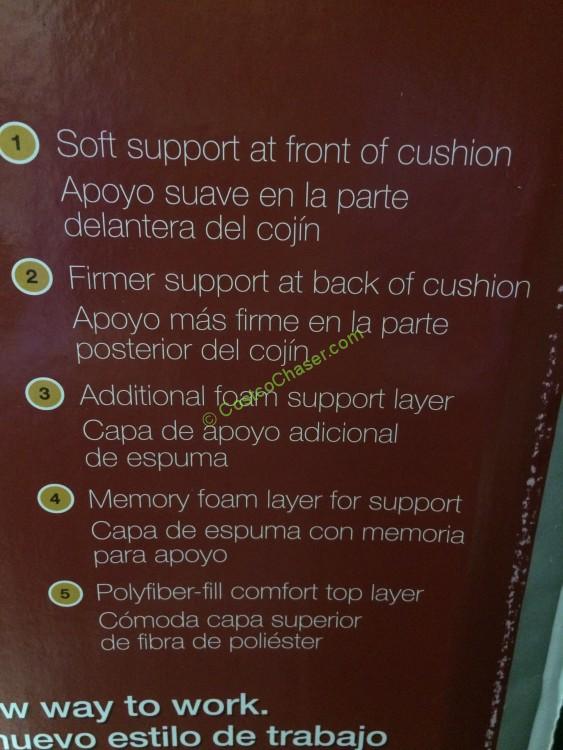 1 Soft support at front of cushion
Apoyo suave en la parte
delantera del cojín
2 Firmer support at back of cushion
Apoyo más firme en la parte
posterior del cojín
© CostcoChaser.com
3 Additional foam support layer
Capa de apoyo adicional
de espuma
4 Memory foam layer for support
Capa de espuma con memoria
para apoyo
5 Polyfiber-fill comfort top layer
Cómoda capa superior
de fibra de poliéster
w way to work.
nuevo estilo de trabajo